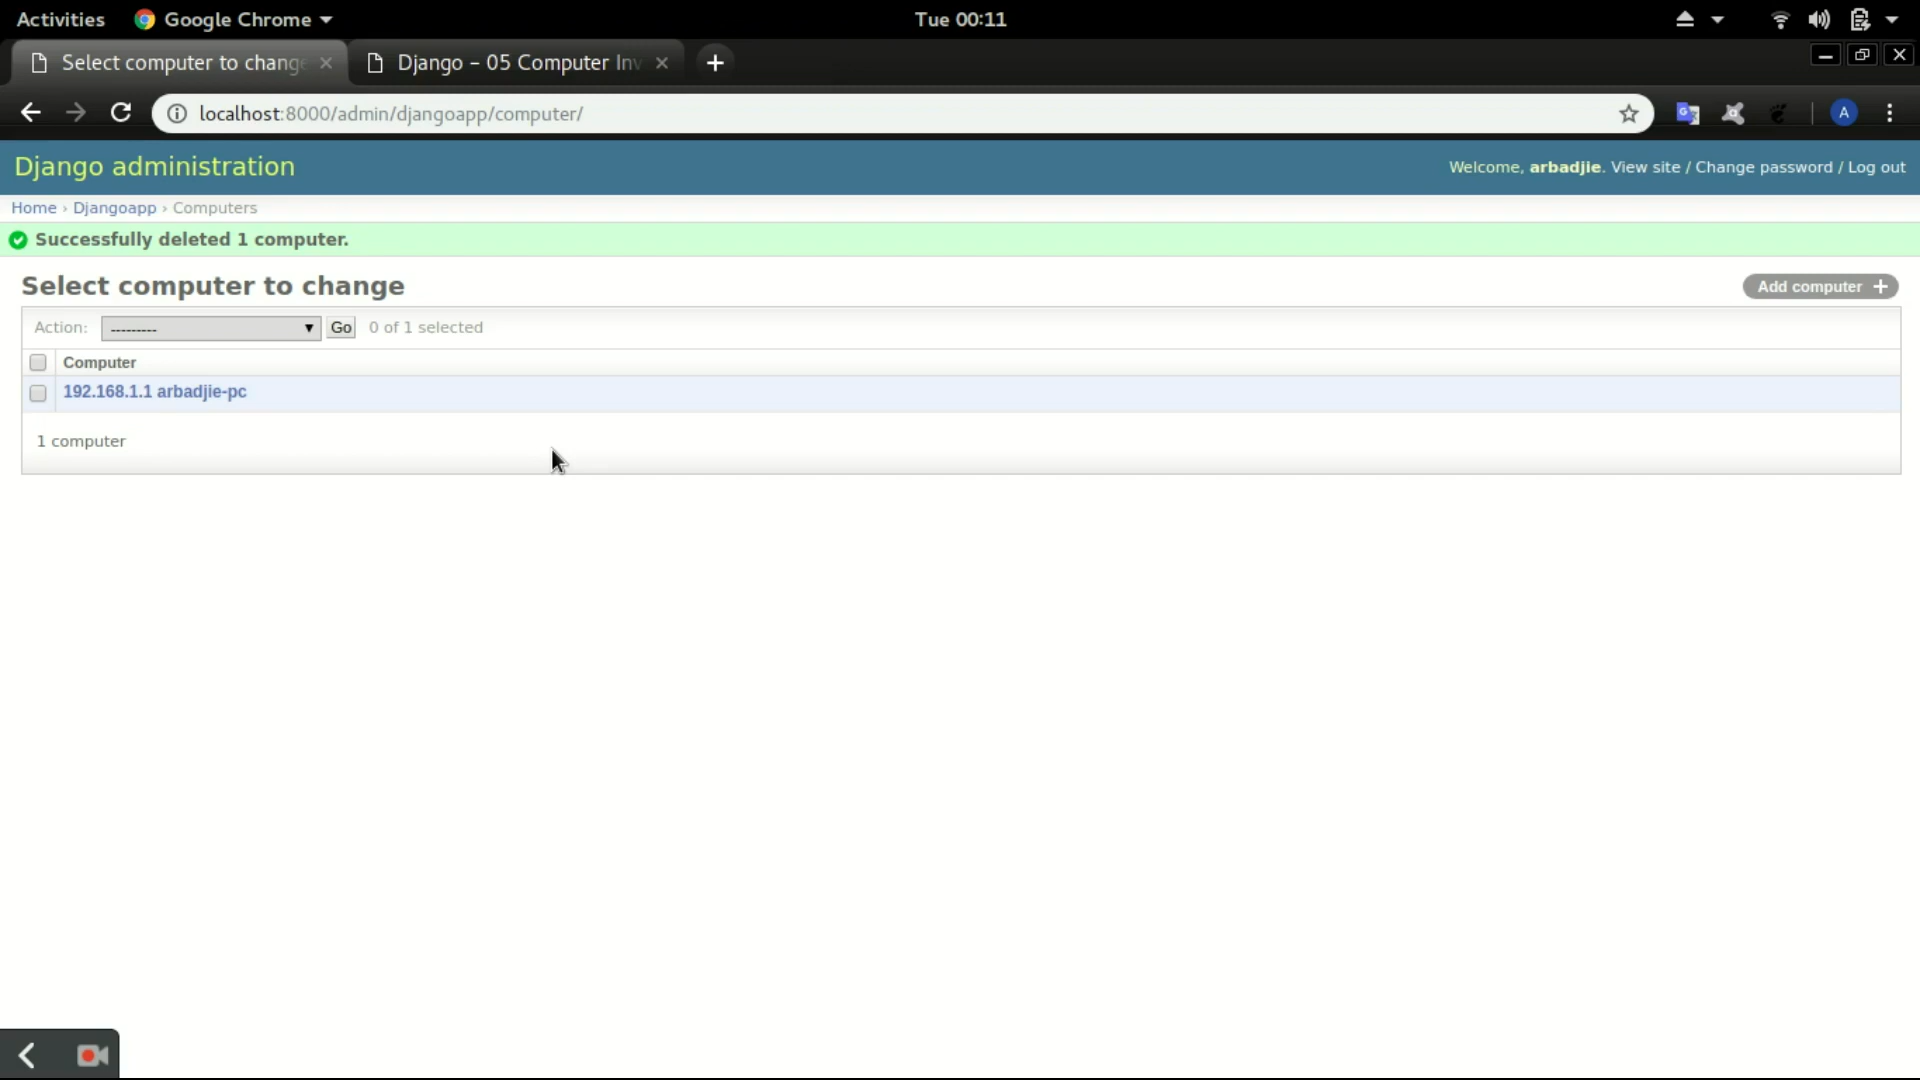 Activities Google Chrome Tue 00:11
Select computer to change Django – 05 Computer Inv
localhost:8000/admin/djangoapp/computer/ A
Django administration Welcome, arbadjie. View site / Change password / Log out
Home › Djangoapp › Computers
Successfully deleted 1 computer.
Select computer to change Add computer +
Action: --------- Go 0 of 1 selected
Computer
192.168.1.1 arbadjie-pc
1 computer